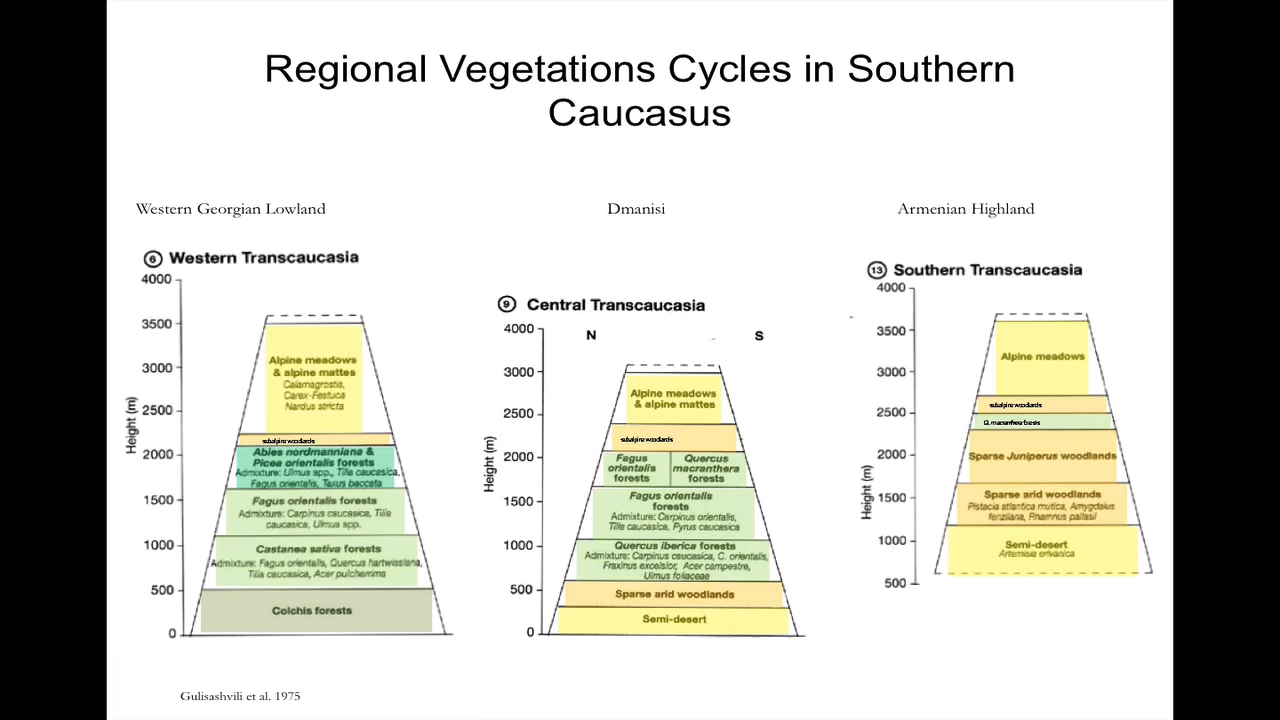 Regional Vegetations Cycles in Southern
Caucasus
Western Georgian Lowland
Dmanisi
Armenian Highland
6 Western Transcaucasia
4000
3500
3000
2500
2000
1500
1000
500
0
Height (m)
Alpine meadows
& alpine mattes
Calamagrostis,
Carex-Festuca
Nardus stricta
subalpine woodlands
Abies nordmanniana &
Picea orientalis forests
Admixture: Ulmus spp., Tilia caucasica,
Fagus orientalis, Taxus baccata
Fagus orientalis forests
Admixture: Carpinus caucasica, Tilia
caucasica, Ulmus spp.
Castanea sativa forests
Admixture: Fagus orientalis, Quercus hartwissiana,
Tilia caucasica, Acer pulcherrima
Colchis forests
9 Central Transcaucasia
N
S
4000
3000
2500
2000
1500
1000
500
0
Height (m)
Alpine meadows
& alpine mattes
subalpine woodlands
Fagus
orientalis
forests
Quercus
macranthera
forests
Fagus orientalis
forests
Admixture: Carpinus orientalis,
Tilia caucasica, Pyrus caucasica
Quercus iberica forests
Admixture: Carpinus caucasica, C. orientalis,
Fraxinus excelsior, Acer campestre,
Ulmus foliaceae
Sparse arid woodlands
Semi-desert
13 Southern Transcaucasia
4000
3500
3000
2500
2000
1500
1000
500
Height (m)
Alpine meadows
subalpine woodlands
Q. macranthera forests
Sparse Juniperus woodlands
Sparse arid woodlands
Pistacia atlantica mutica, Amygdalus
fenzliana, Rhamnus pallasii
Semi-desert
Artemisia erivanica
Gulisashvili et al. 1975